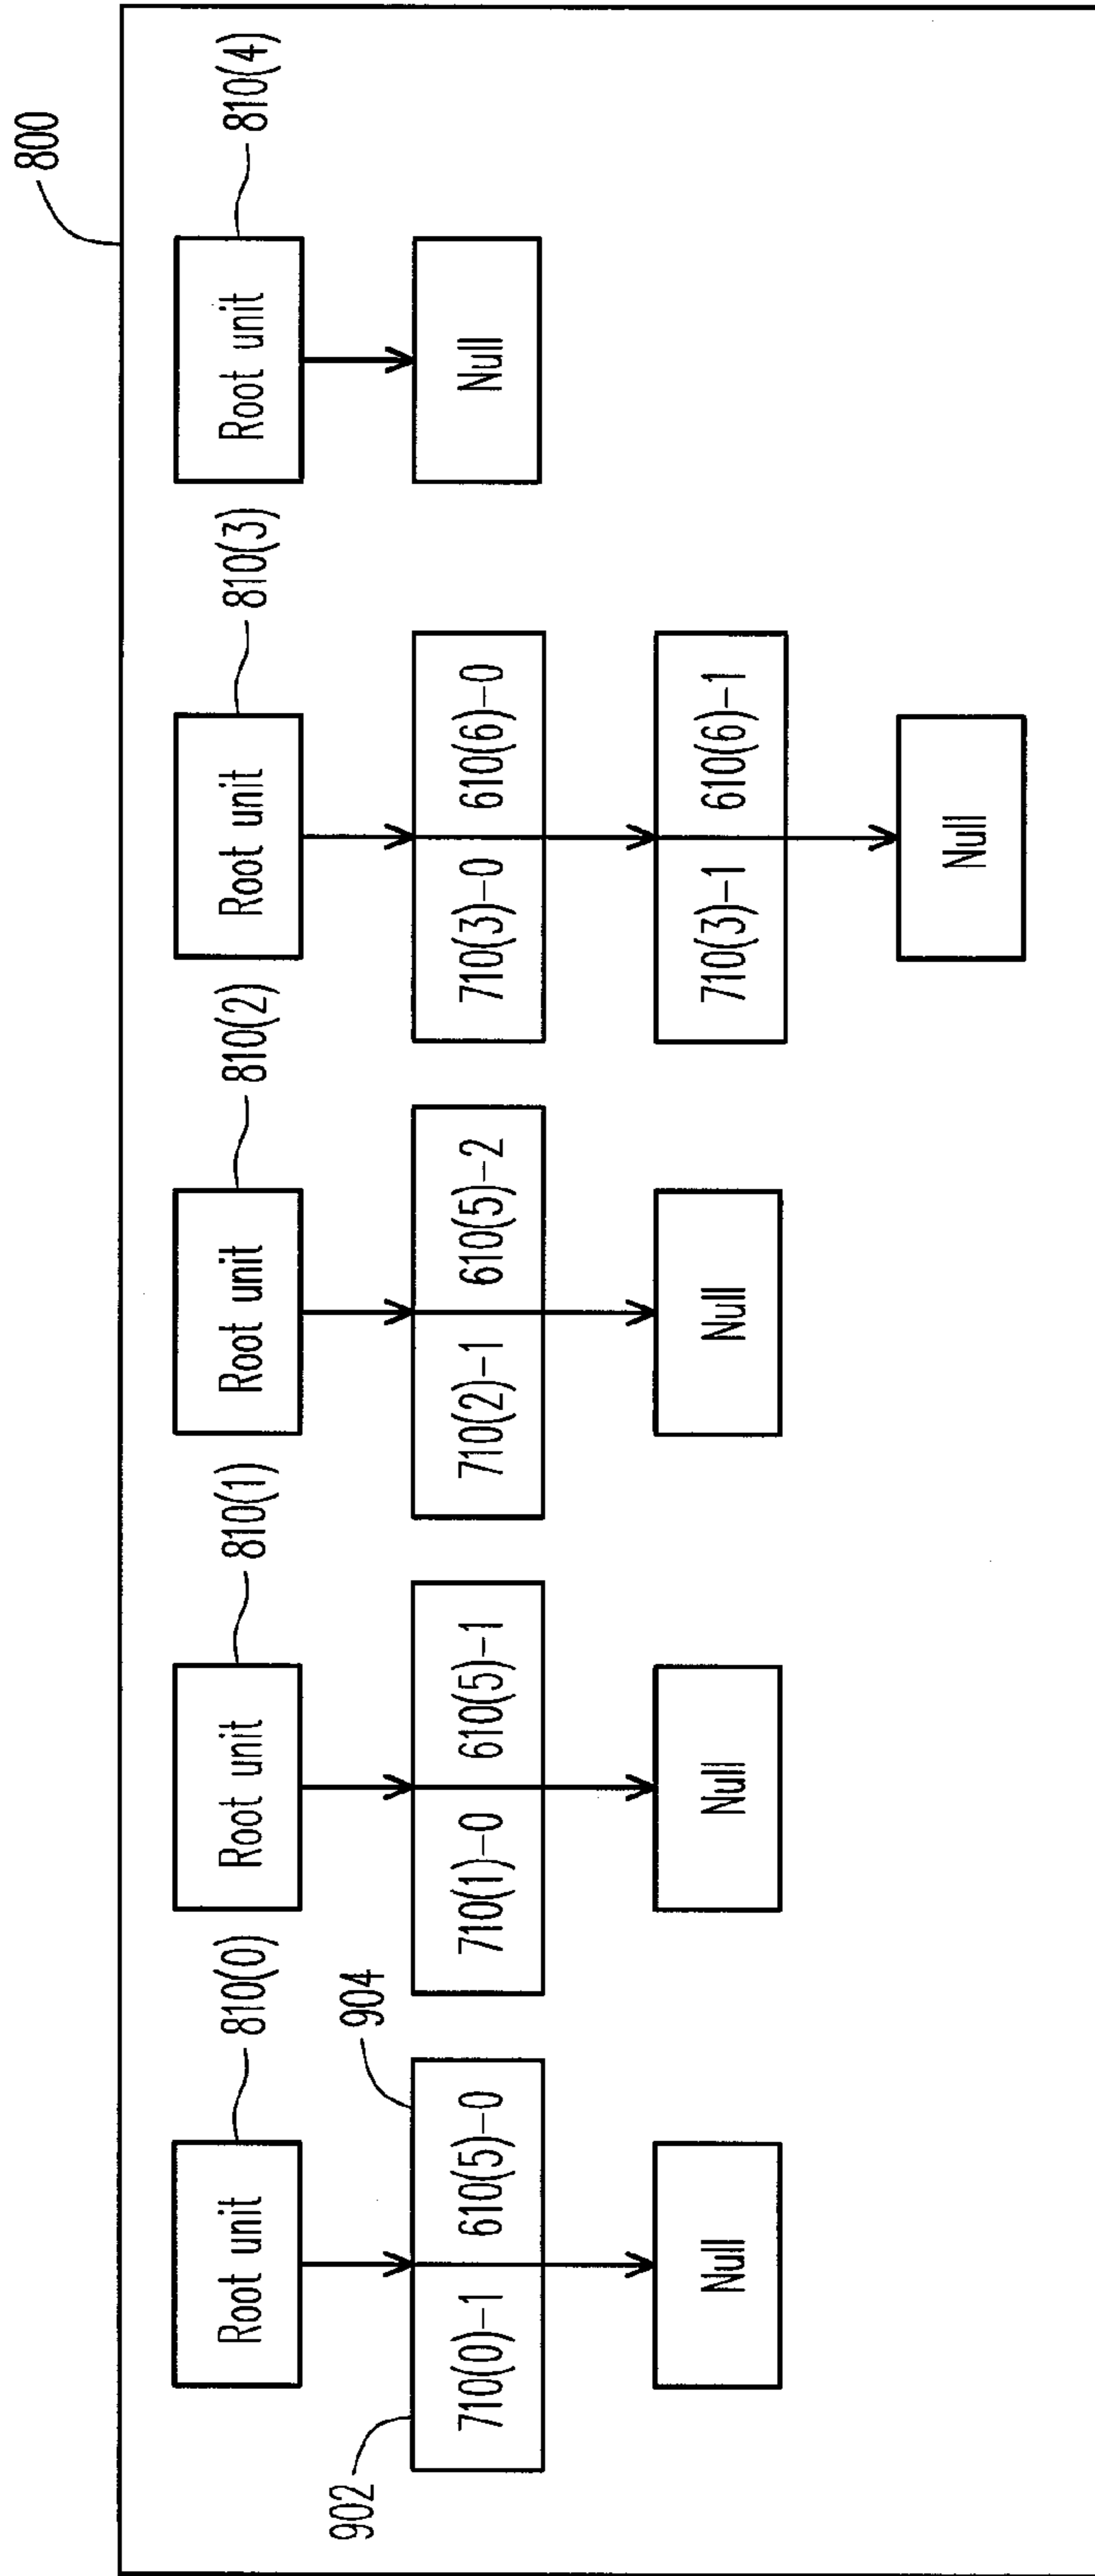 800
810(0)
810(1)
810(2)
810(3)
810(4)
Root unit
Root unit
Root unit
Root unit
Root unit
902
904
710(0)-1
610(5)-0
710(1)-0
610(5)-1
710(2)-1
610(5)-2
710(3)-0
610(6)-0
Null
Null
Null
Null
710(3)-1
610(6)-1
Null